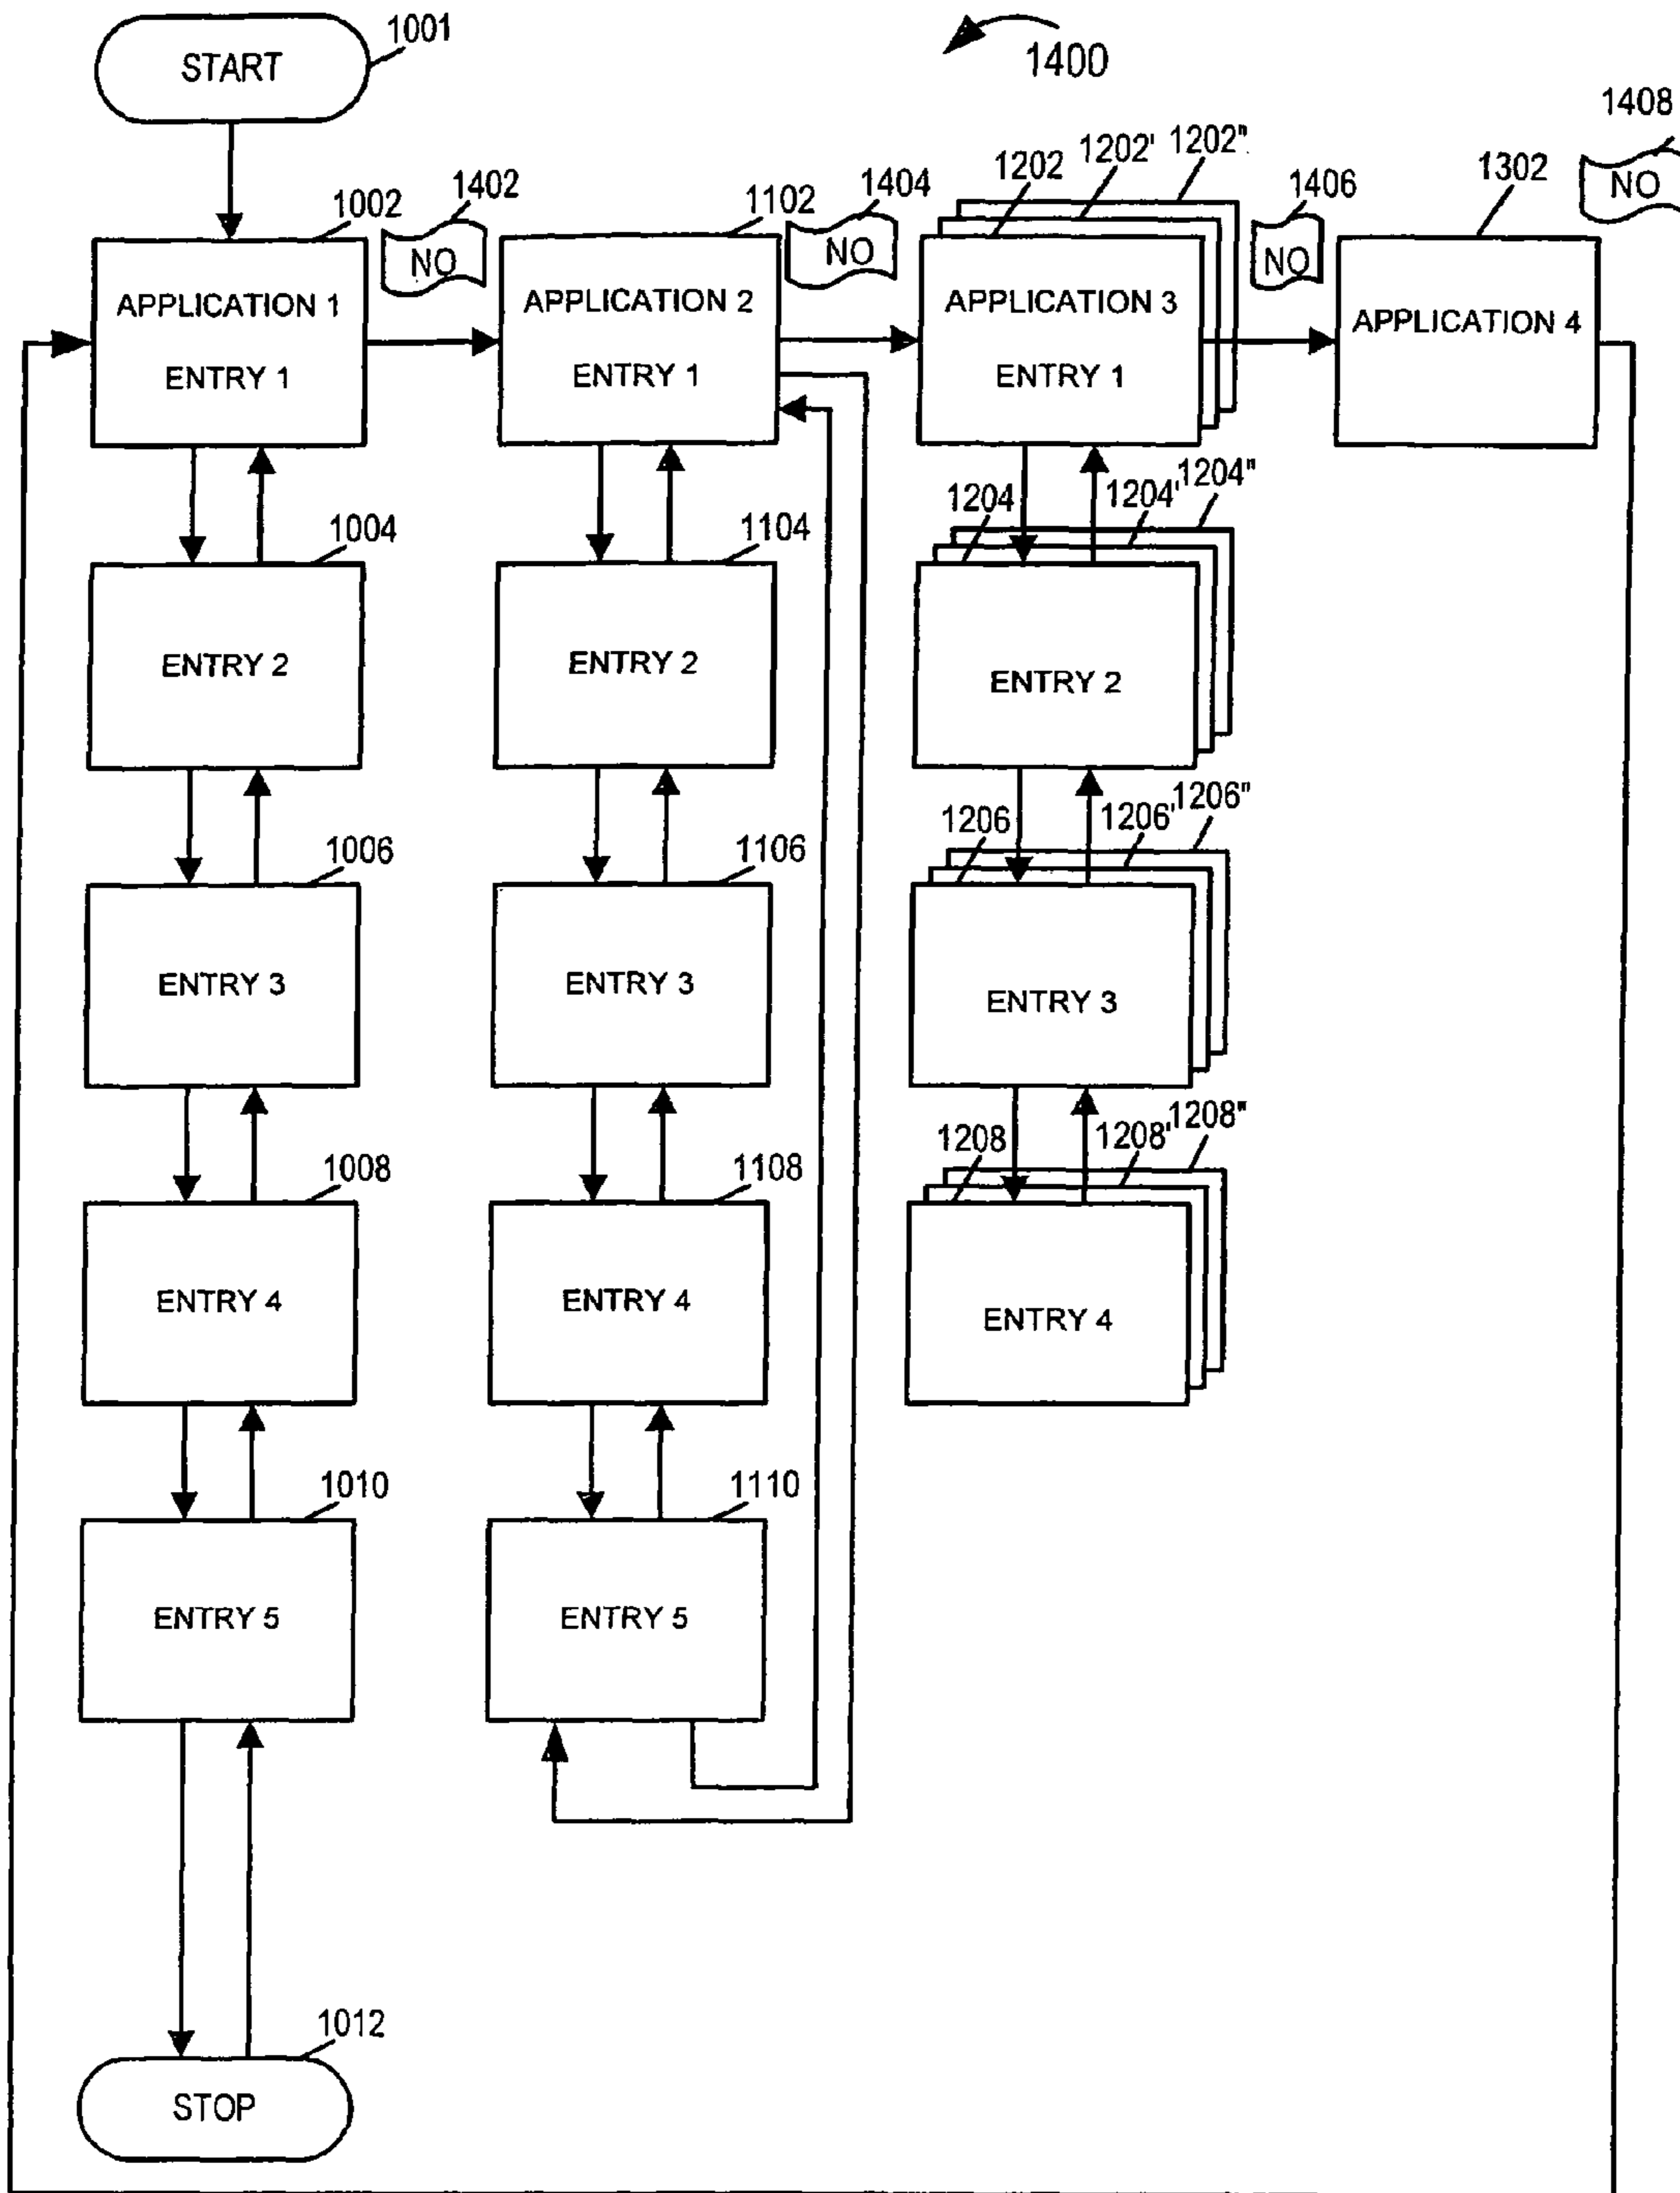 START
1001
1400
1408
NO
1002
1402
NO
1102
1404
NO
1202
1202'
1202"
1406
NO
1302
APPLICATION 1
ENTRY 1
APPLICATION 2
ENTRY 1
APPLICATION 3
ENTRY 1
APPLICATION 4
1004
ENTRY 2
1104
ENTRY 2
1204
1204'
1204"
ENTRY 2
1006
ENTRY 3
1106
ENTRY 3
1206
1206'
1206"
ENTRY 3
1008
ENTRY 4
1108
ENTRY 4
1208
1208'
1208"
ENTRY 4
1010
ENTRY 5
1110
ENTRY 5
1012
STOP